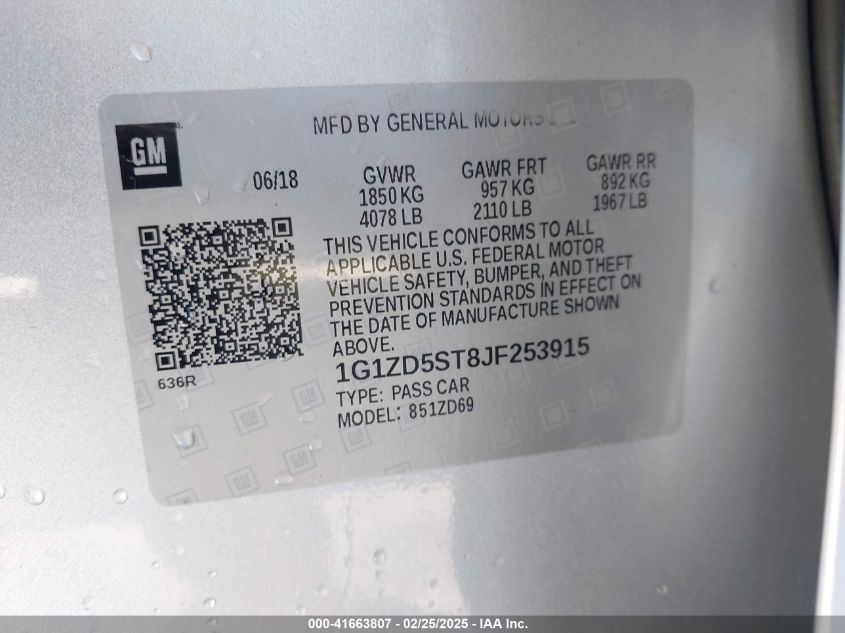 MFD BY GENERAL MOTORS
GM
06/18
GVWR
1850 KG
4078 LB
GAWR FRT
957 KG
2110 LB
GAWR RR
892 KG
1967 LB
THIS VEHICLE CONFORMS TO ALL
APPLICABLE U.S. FEDERAL MOTOR
VEHICLE SAFETY, BUMPER, AND THEFT
PREVENTION STANDARDS IN EFFECT ON
THE DATE OF MANUFACTURE SHOWN
ABOVE.
636R
1G1ZD5ST8JF253915
TYPE: PASS CAR
MODEL: 851ZD69
000-41663807 - 02/25/2025 - IAA Inc.